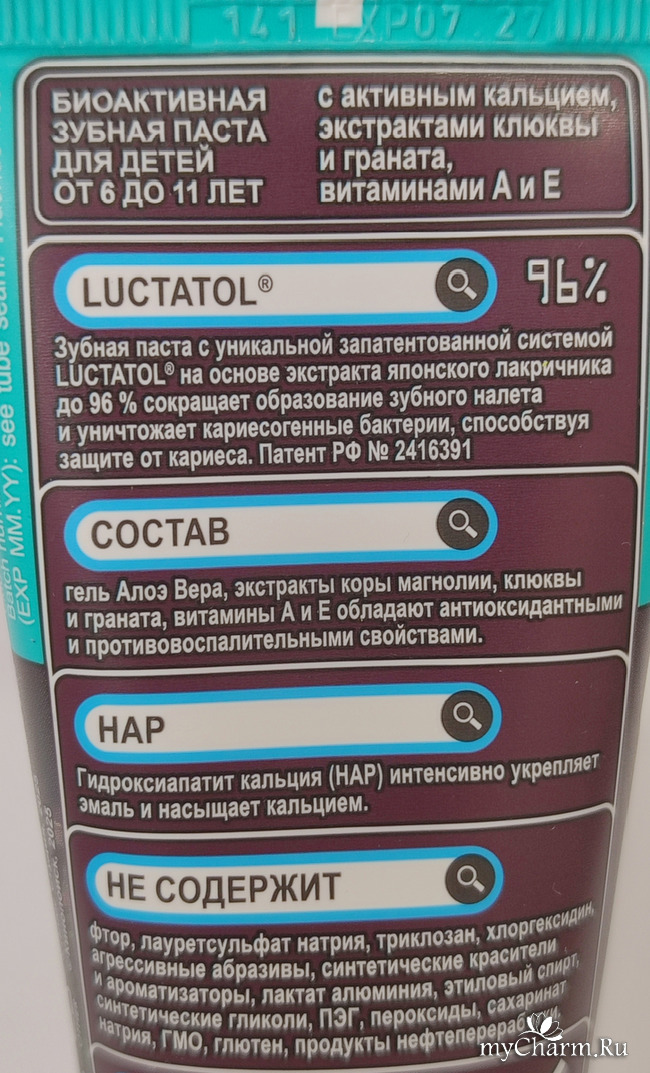 141 EXP07 27
БИОАКТИВНАЯ
ЗУБНАЯ ПАСТА
ДЛЯ ДЕТЕЙ
ОТ 6 ДО 11 ЛЕТ
с активным кальцием,
экстрактами клюквы
и граната,
витаминами А и Е
LUCTATOL®
96%
Зубная паста с уникальной запатентованной системой
LUCTATOL® на основе экстракта японского лакричника
до 96 % сокращает образование зубного налета
и уничтожает кариесогенные бактерии, способствуя
защите от кариеса. Патент РФ № 2416391
СОСТАВ
гель Алоэ Вера, экстракты коры магнолии, клюквы
и граната, витамины А и Е обладают антиоксидантными
и противовоспалительными свойствами.
HAP
Гидроксиапатит кальция (HAP) интенсивно укрепляет
эмаль и насыщает кальцием.
НЕ СОДЕРЖИТ
фтор, лауретсульфат натрия, триклозан, хлоргексидин,
агрессивные абразивы, синтетические красители
и ароматизаторы, лактат алюминия, этиловый спирт,
синтетические гликоли, ПЭГ, пероксиды, сахаринат
натрия, ГМО, глютен, продукты
(EXP MM.YY): see tube seam.
2025
myCharm.Ru